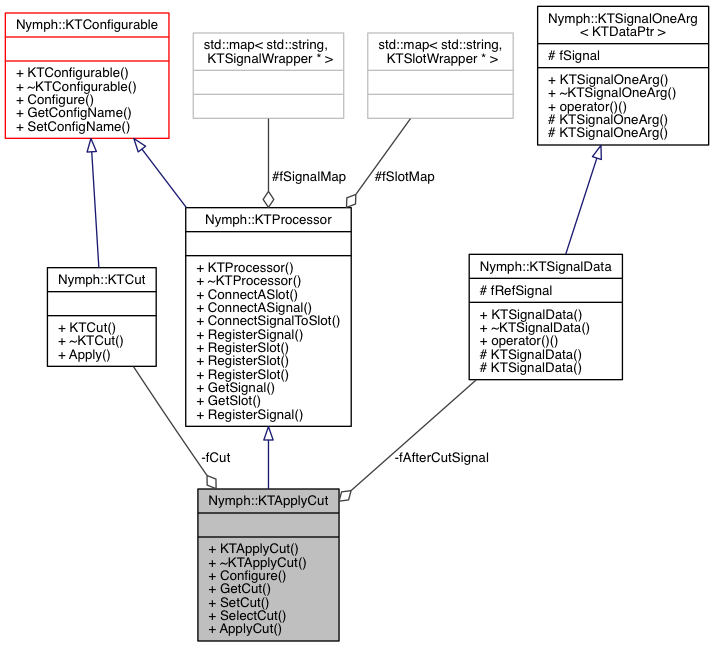 Nymph::KTConfigurable
+ KTConfigurable()
+ ~KTConfigurable()
+ Configure()
+ GetConfigName()
+ SetConfigName()
std::map< std::string,
KTSignalWrapper * >
std::map< std::string,
KTSlotWrapper * >
Nymph::KTSignalOneArg
< KTDataPtr >
# fSignal
+ KTSignalOneArg()
+ ~KTSignalOneArg()
+ operator()()
# KTSignalOneArg()
# KTSignalOneArg()
#fSignalMap
#fSlotMap
Nymph::KTCut
+ KTCut()
+ ~KTCut()
+ Apply()
Nymph::KTProcessor
+ KTProcessor()
+ ~KTProcessor()
+ ConnectASlot()
+ ConnectASignal()
+ ConnectSignalToSlot()
+ RegisterSignal()
+ RegisterSlot()
+ RegisterSlot()
+ RegisterSlot()
+ GetSignal()
+ GetSlot()
+ RegisterSignal()
Nymph::KTSignalData
# fRefSignal
+ KTSignalData()
+ ~KTSignalData()
+ operator()()
# KTSignalData()
# KTSignalData()
-fCut
-fAfterCutSignal
Nymph::KTApplyCut
+ KTApplyCut()
+ ~KTApplyCut()
+ Configure()
+ GetCut()
+ SetCut()
+ SelectCut()
+ ApplyCut()